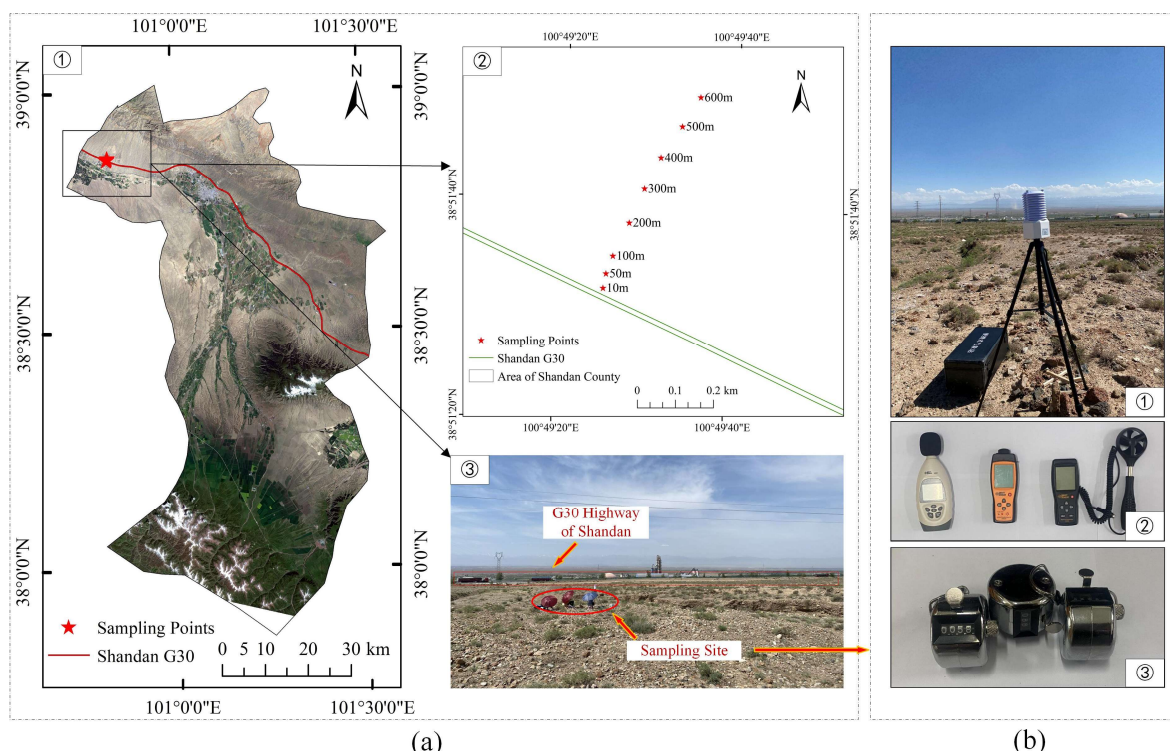 101°0'0"E
101°30'0"E
①
N
39°0'0"N
39°0'0"N
38°30'0"N
38°30'0"N
38°0'0"N
38°0'0"N
Sampling Points
Shandan G30
0 5 10 20 30 km
101°0'0"E
101°30'0"E
②
100°49'20"E
100°49'40"E
N
600m
500m
400m
300m
200m
100m
50m
10m
38°51'40"N
38°51'40"N
Sampling Points
Shandan G30
Area of Shandan County
0 0.1 0.2 km
38°51'20"N
38°51'20"N
100°49'20"E
100°49'40"E
③
G30 Highway
of Shandan
Sampling Site
(a)
①
②
③
(b)